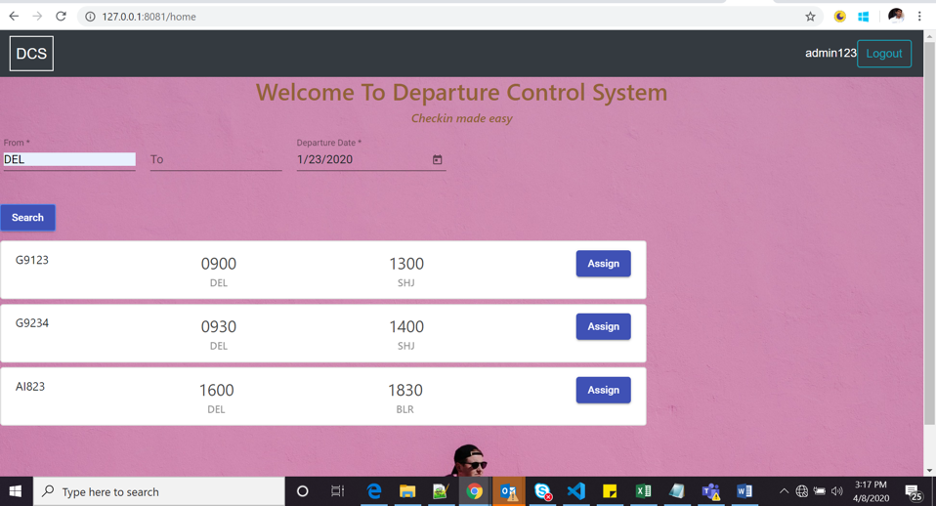 127.0.0.1:8081/home
DCS
admin123 Logout
Welcome To Departure Control System
Checkin made easy
From *
DEL
To
Departure Date *
1/23/2020
Search
G9123
0900
DEL
1300
SHJ
Assign
G9234
0930
DEL
1400
SHJ
Assign
AI823
1600
DEL
1830
BLR
Assign
Type here to search
3:17 PM
4/8/2020
25